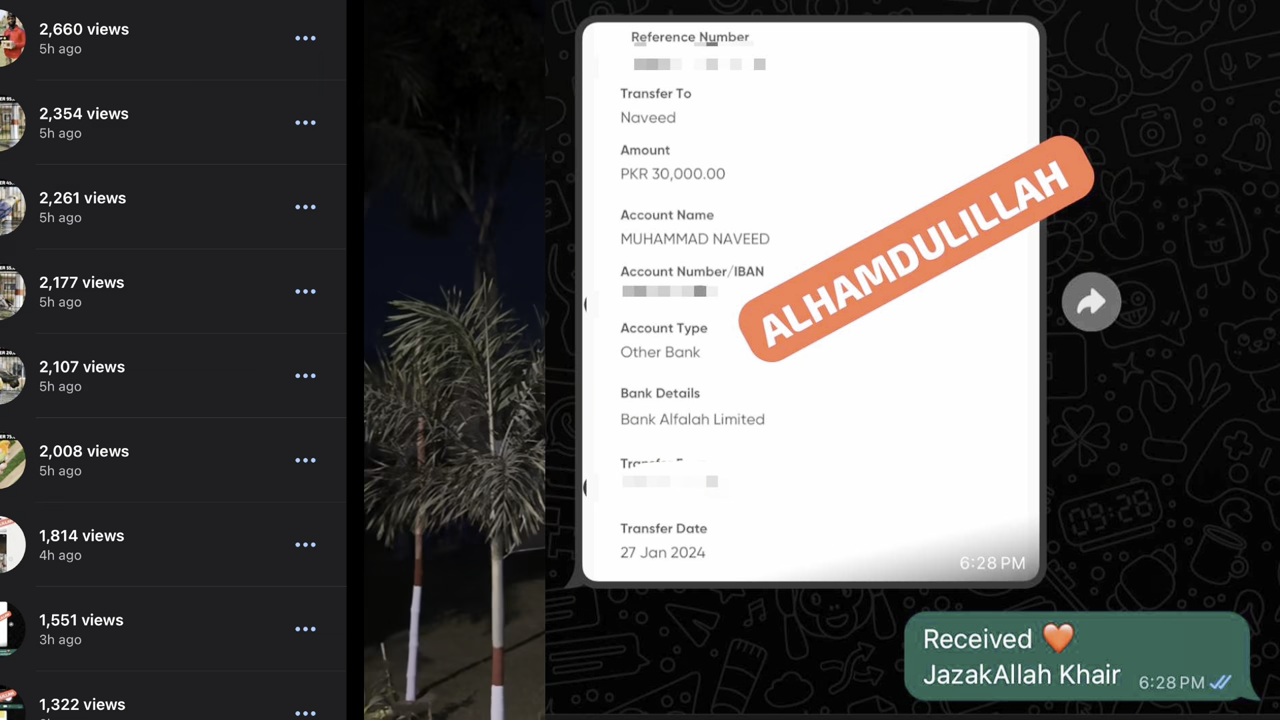 2,660 views
5h ago
2,354 views
5h ago
2,261 views
5h ago
2,177 views
5h ago
2,107 views
5h ago
2,008 views
5h ago
1,814 views
4h ago
1,551 views
3h ago
1,322 views
Reference Number
Transfer To
Naveed
Amount
PKR 30,000.00
Account Name
MUHAMMAD NAVEED
Account Number/IBAN
Account Type
Other Bank
Bank Details
Bank Alfalah Limited
Transfer Date
27 Jan 2024
6:28 PM
ALHAMDULILLAH
09:28
Received 🧡
JazakAllah Khair 6:28 PM